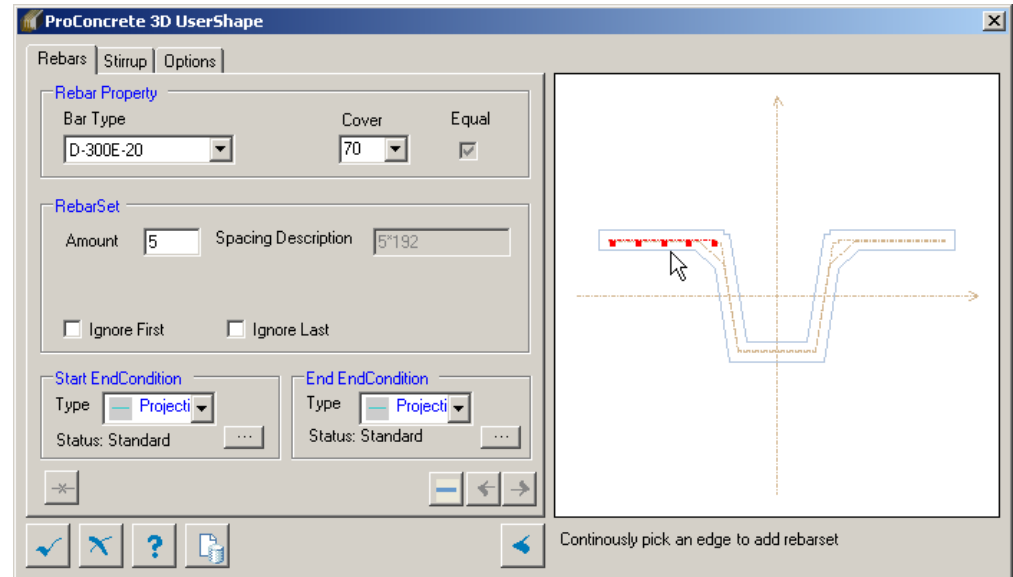 ProConcrete 3D UserShape
Rebars Stirrup Options
Rebar Property
Bar Type Cover Equal
D-300E-20 70
RebarSet
Amount 5 Spacing Description 5*192
Ignore First Ignore Last
Start EndCondition End EndCondition
Type Projecti Type Projecti
Status: Standard ... Status: Standard ...
Continously pick an edge to add rebarset